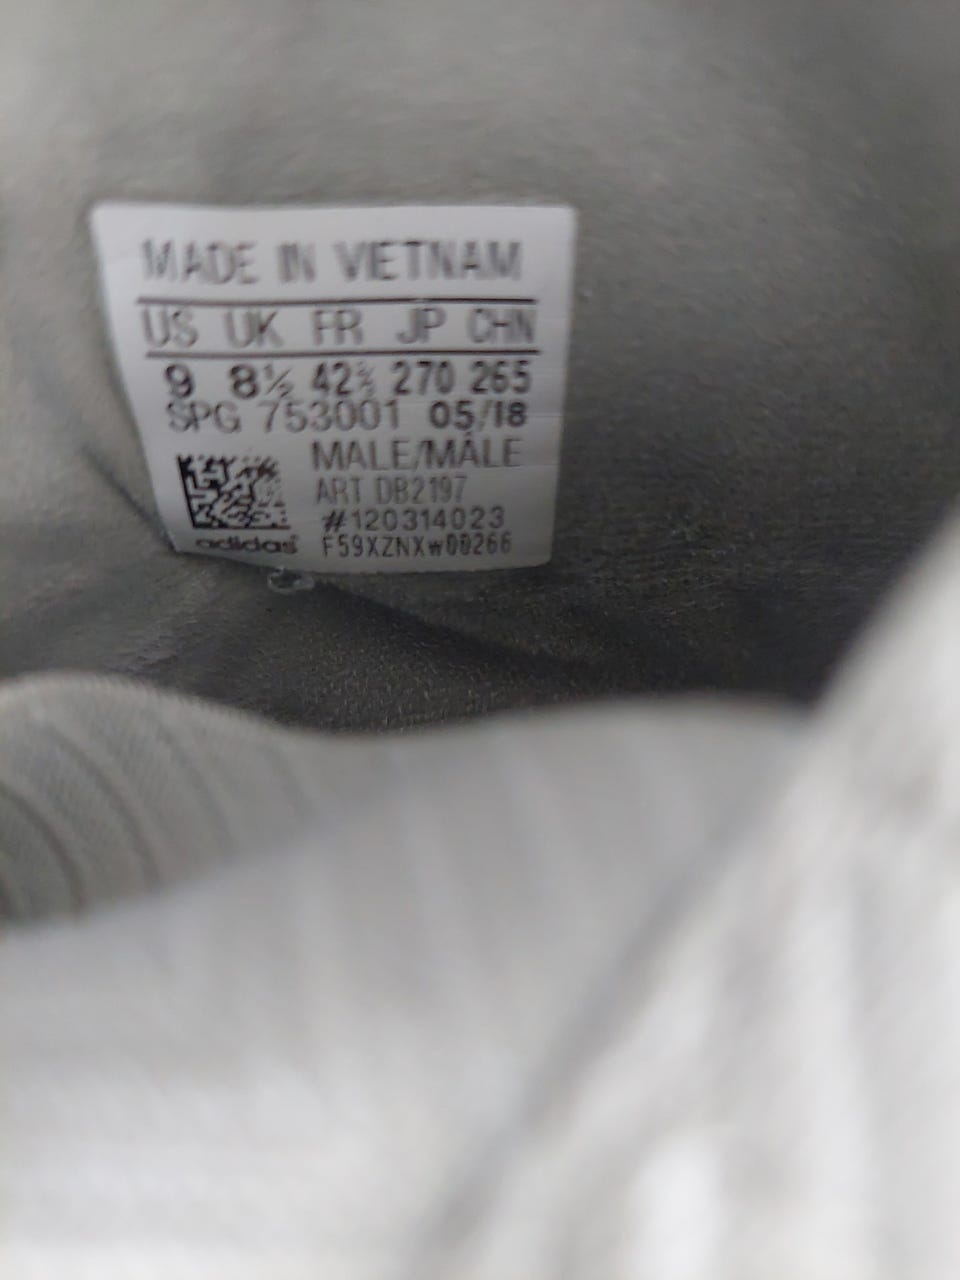 MADE IN VIETNAM
US UK FR JP CHN
9 8½ 42⅔ 270 265
SPG 753001 05/18
MALE/MÂLE
ART DB2197
#120314023
adidas F59XZNXW00266